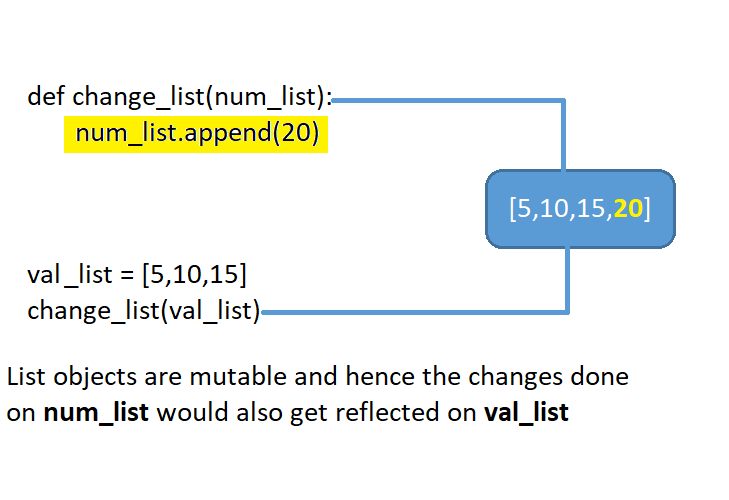 def change_list(num_list):
num_list.append(20)
[5,10,15,20]
val_list = [5,10,15]
change_list(val_list)
List objects are mutable and hence the changes done
on num_list would also get reflected on val_list